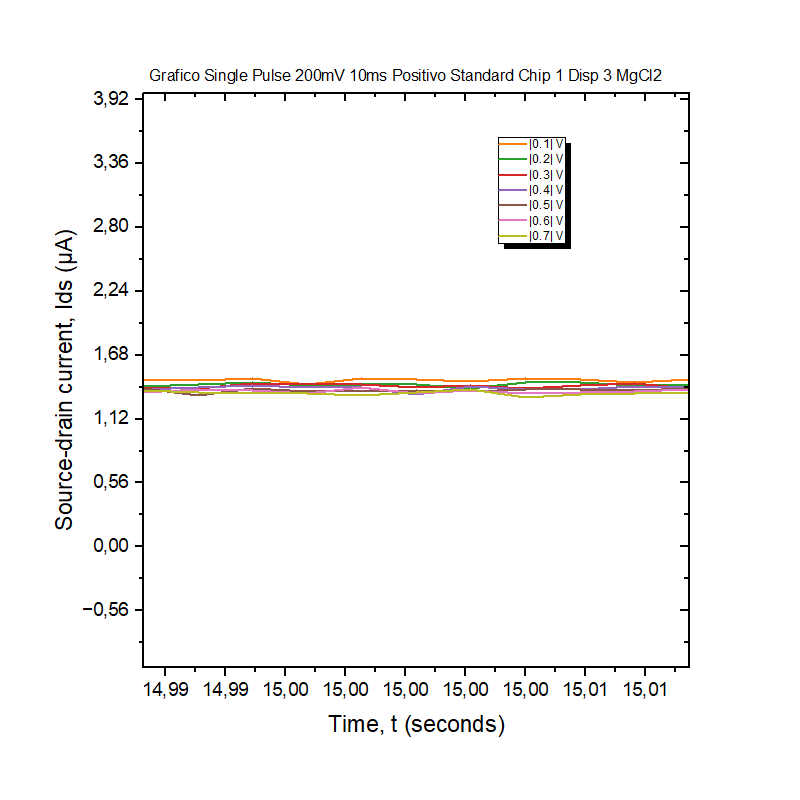 Grafico Single Pulse 200mV 10ms Positivo Standard Chip 1 Disp 3 MgCl2
3,92
3,36
2,80
2,24
1,68
1,12
0,56
0,00
−0,56
Source-drain current, Ids (µA)
|0.1| V
|0.2| V
|0.3| V
|0.4| V
|0.5| V
|0.6| V
|0.7| V
14,99 14,99 15,00 15,00 15,00 15,00 15,00 15,01 15,01
Time, t (seconds)